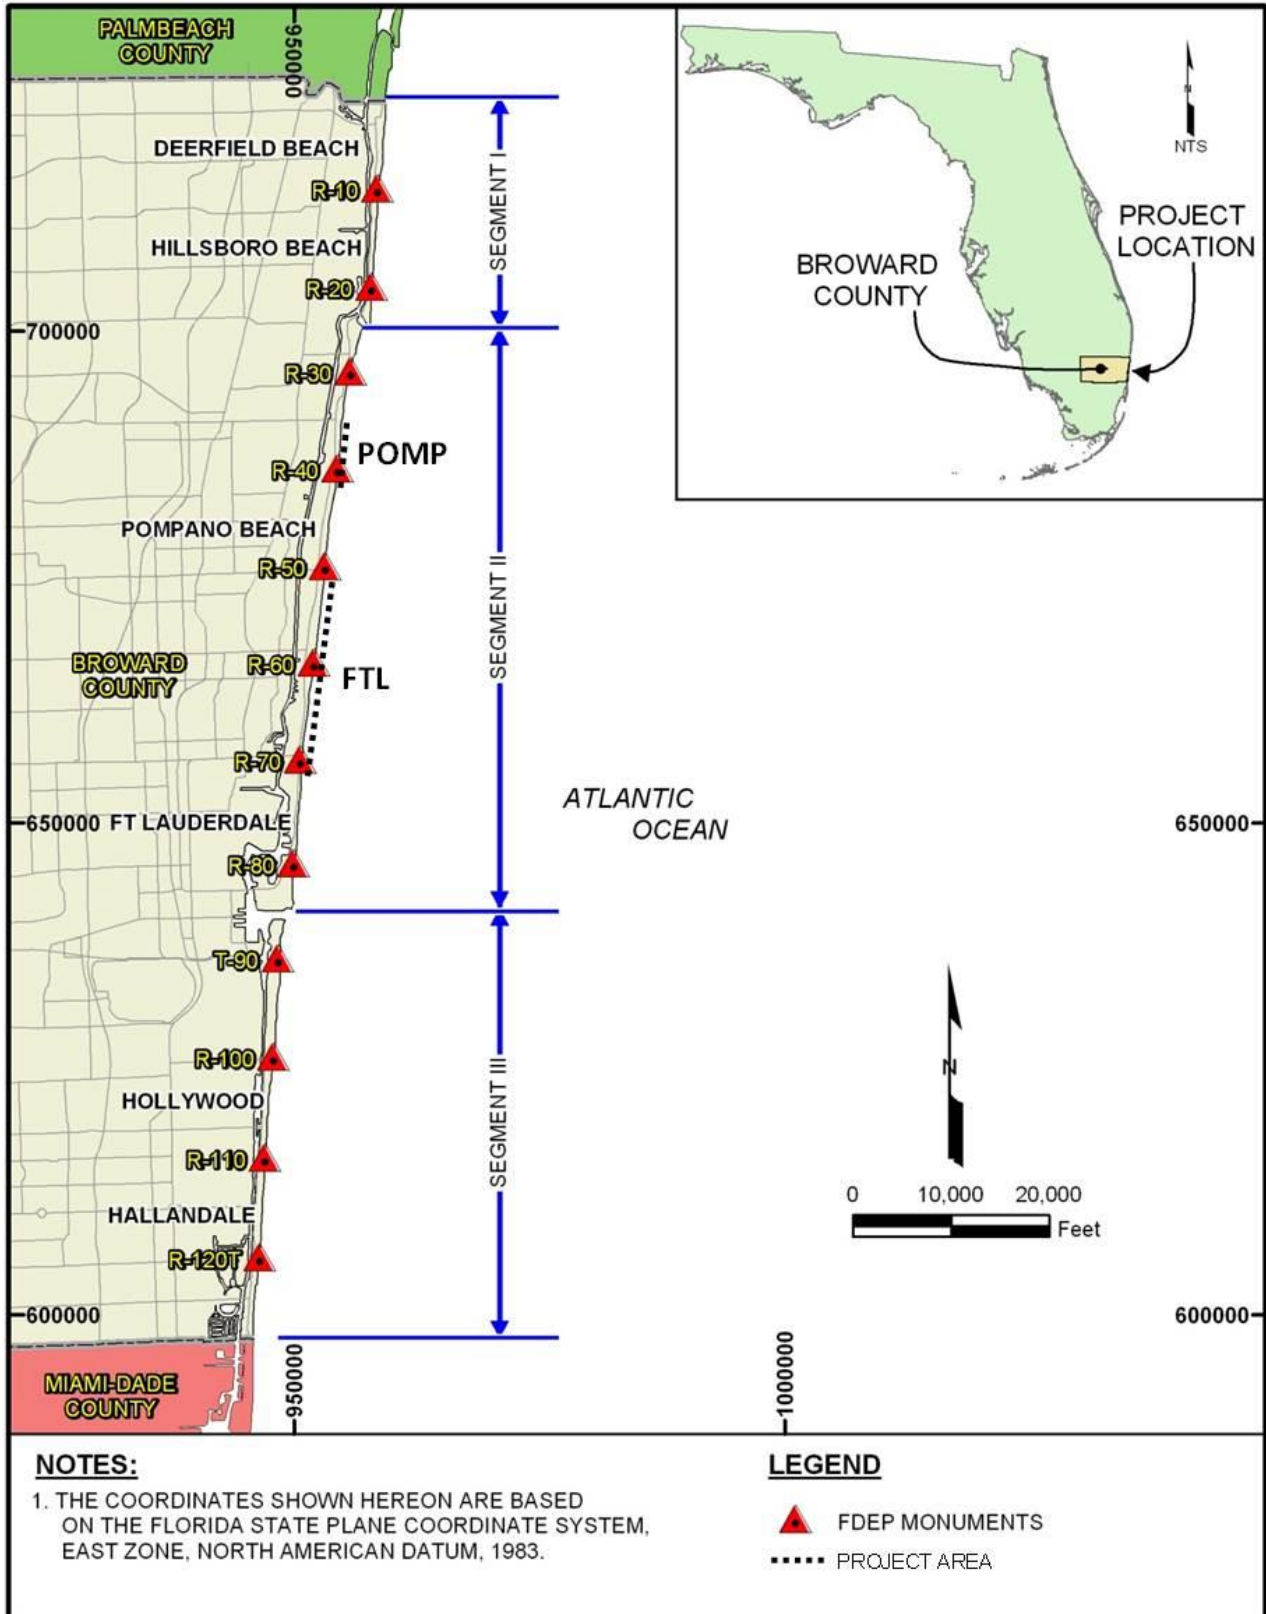 PALMBEACH
COUNTY
950000
DEERFIELD BEACH
R-10
HILLSBORO BEACH
R-20
700000
R-30
POMP
R-40
POMPANO BEACH
R-50
BROWARD
COUNTY
R-60
FTL
R-70
650000
FT LAUDERDALE
R-80
T-90
R-100
HOLLYWOOD
R-110
HALLANDALE
R-120T
600000
MIAMI-DADE
COUNTY
950000
SEGMENT I
SEGMENT II
SEGMENT III
ATLANTIC
OCEAN
N
NTS
PROJECT
LOCATION
BROWARD
COUNTY
650000
N
0 10,000 20,000
Feet
600000
1000000
NOTES:
1. THE COORDINATES SHOWN HEREON ARE BASED
ON THE FLORIDA STATE PLANE COORDINATE SYSTEM,
EAST ZONE, NORTH AMERICAN DATUM, 1983.
LEGEND
FDEP MONUMENTS
PROJECT AREA